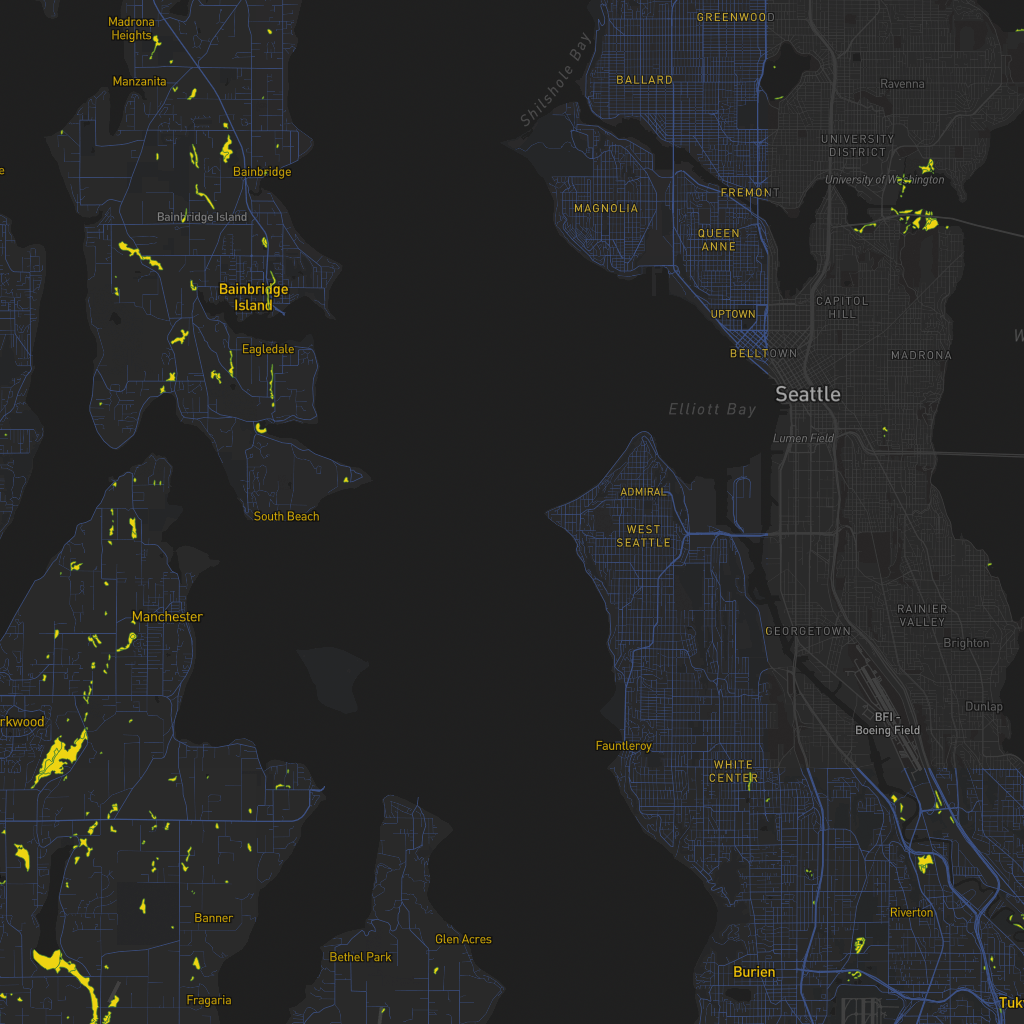 Madrona
Heights
GREENWOOD
Shilshole Bay
BALLARD
Manzanita
Ravenna
UNIVERSITY
DISTRICT
Bainbridge
University of Washington
FREMONT
Bainbridge Island
MAGNOLIA
QUEEN
ANNE
Bainbridge
Island
CAPITOL
HILL
UPTOWN
Eagledale
BELLTOWN
MADRONA
Seattle
Elliott Bay
Lumen Field
ADMIRAL
South Beach
WEST
SEATTLE
Manchester
RAINIER
VALLEY
GEORGETOWN
Brighton
Dunlap
rkwood
BFI -
Boeing Field
Fauntleroy
WHITE
CENTER
Banner
Riverton
Glen Acres
Bethel Park
Burien
Fragaria
Tuk